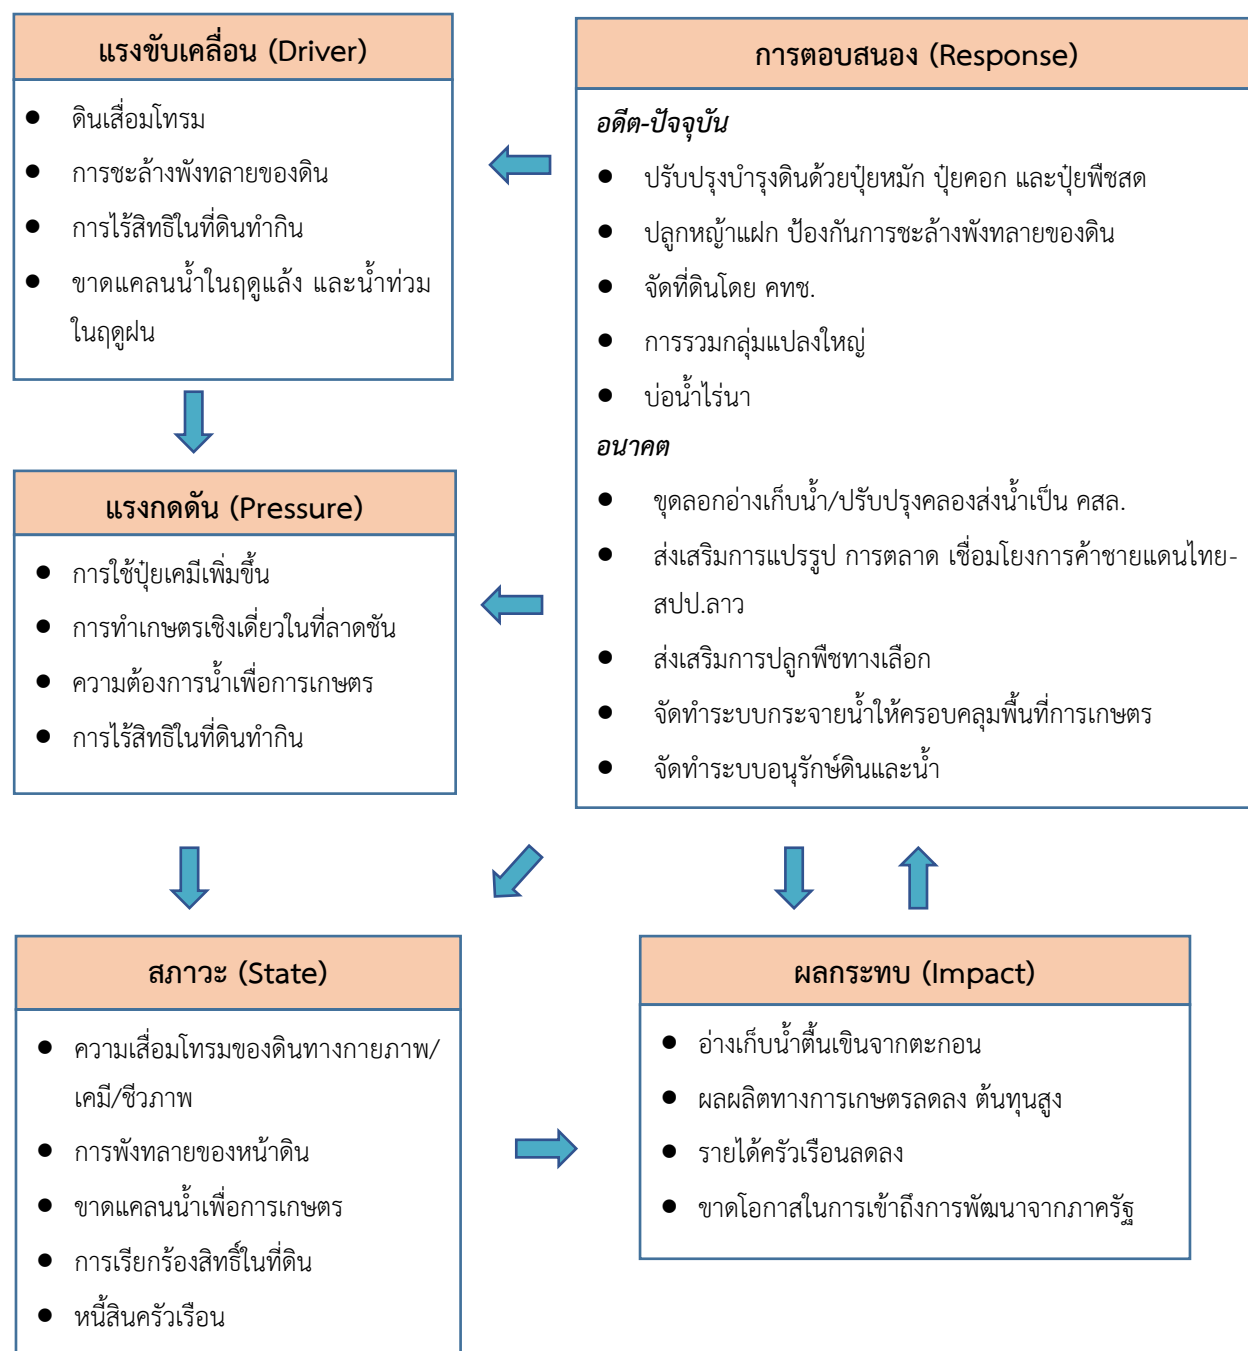 แรงขับเคลื่อน (Driver)
● ดินเสื่อมโทรม
● การชะล้างพังทลายของดิน
● การไร้สิทธิในที่ดินทำกิน
● ขาดแคลนน้ำในฤดูแล้ง และน้ำท่วม
ในฤดูฝน
แรงกดดัน (Pressure)
● การใช้ปุ๋ยเคมีเพิ่มขึ้น
● การทำเกษตรเชิงเดี่ยวในที่ลาดชัน
● ความต้องการน้ำเพื่อการเกษตร
● การไร้สิทธิในที่ดินทำกิน
การตอบสนอง (Response)
อดีต-ปัจจุบัน
● ปรับปรุงบำรุงดินด้วยปุ๋ยหมัก ปุ๋ยคอก และปุ๋ยพืชสด
● ปลูกหญ้าแฝก ป้องกันการชะล้างพังทลายของดิน
● จัดที่ดินโดย คทช.
● การรวมกลุ่มแปลงใหญ่
● บ่อน้ำไร่นา
อนาคต
● ขุดลอกอ่างเก็บน้ำ/ปรับปรุงคลองส่งน้ำเป็น คสล.
● ส่งเสริมการแปรรูป การตลาด เชื่อมโยงการค้าชายแดนไทย-
สปป.ลาว
● ส่งเสริมการปลูกพืชทางเลือก
● จัดทำระบบกระจายน้ำให้ครอบคลุมพื้นที่การเกษตร
● จัดทำระบบอนุรักษ์ดินและน้ำ
สภาวะ (State)
● ความเสื่อมโทรมของดินทางกายภาพ/
เคมี/ชีวภาพ
● การพังทลายของหน้าดิน
● ขาดแคลนน้ำเพื่อการเกษตร
● การเรียกร้องสิทธิ์ในที่ดิน
● หนี้สินครัวเรือน
ผลกระทบ (Impact)
● อ่างเก็บน้ำตื้นเขินจากตะกอน
● ผลผลิตทางการเกษตรลดลง ต้นทุนสูง
● รายได้ครัวเรือนลดลง
● ขาดโอกาสในการเข้าถึงการพัฒนาจากภาครัฐ